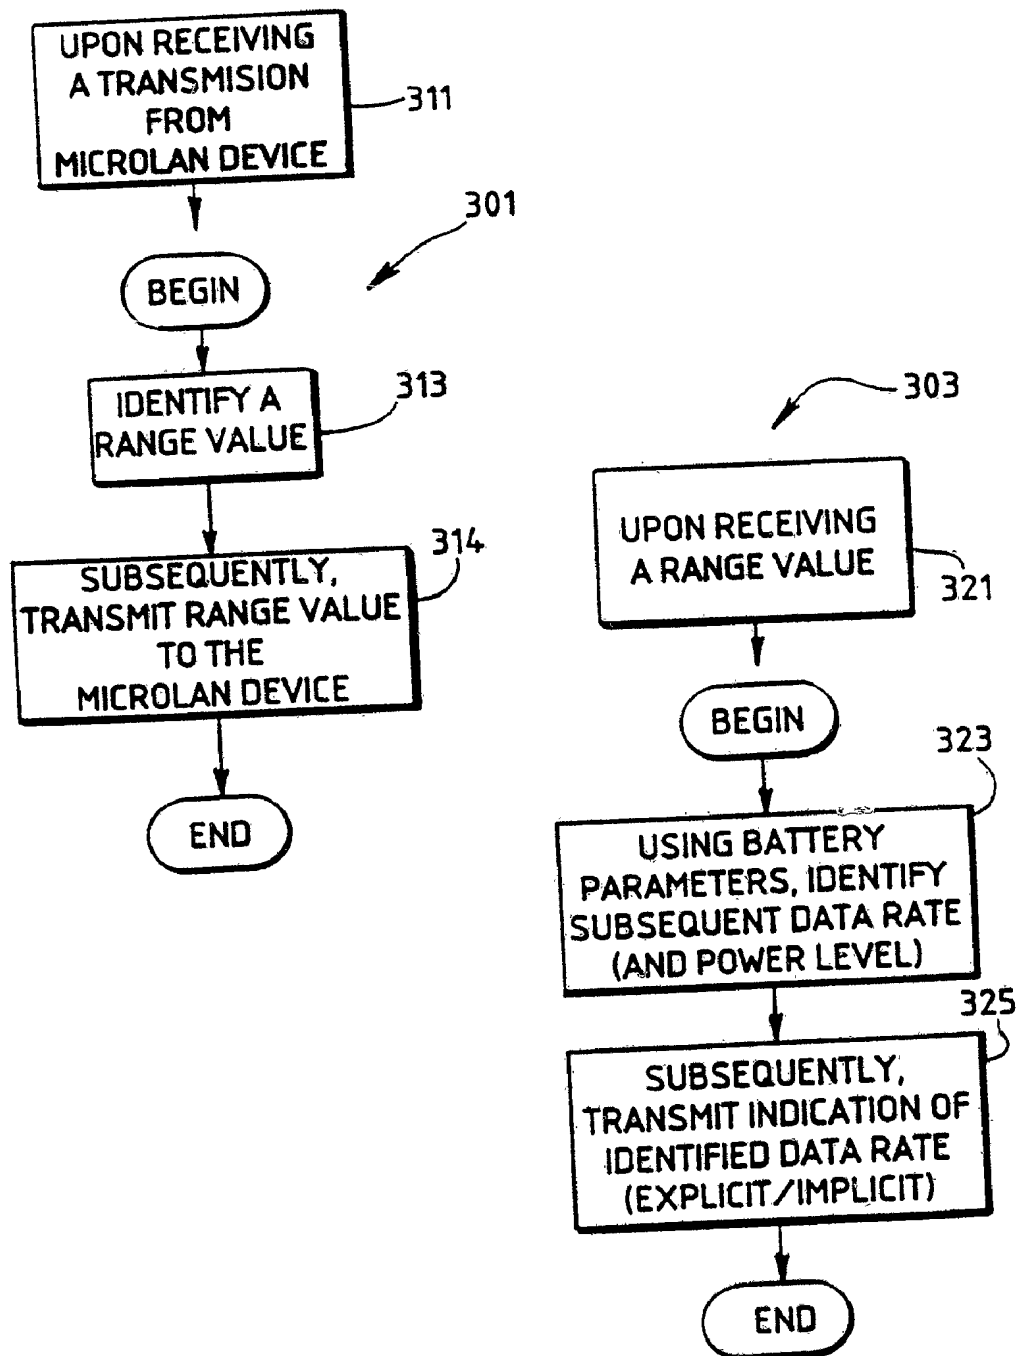 UPON RECEIVING
A TRANSMISION
FROM
MICROLAN DEVICE
311
301
BEGIN
IDENTIFY A
RANGE VALUE
313
SUBSEQUENTLY,
TRANSMIT RANGE VALUE
TO THE
MICROLAN DEVICE
314
END
303
UPON RECEIVING
A RANGE VALUE
321
BEGIN
323
USING BATTERY
PARAMETERS, IDENTIFY
SUBSEQUENT DATA RATE
(AND POWER LEVEL)
325
SUBSEQUENTLY,
TRANSMIT INDICATION OF
IDENTIFIED DATA RATE
(EXPLICIT/IMPLICIT)
END